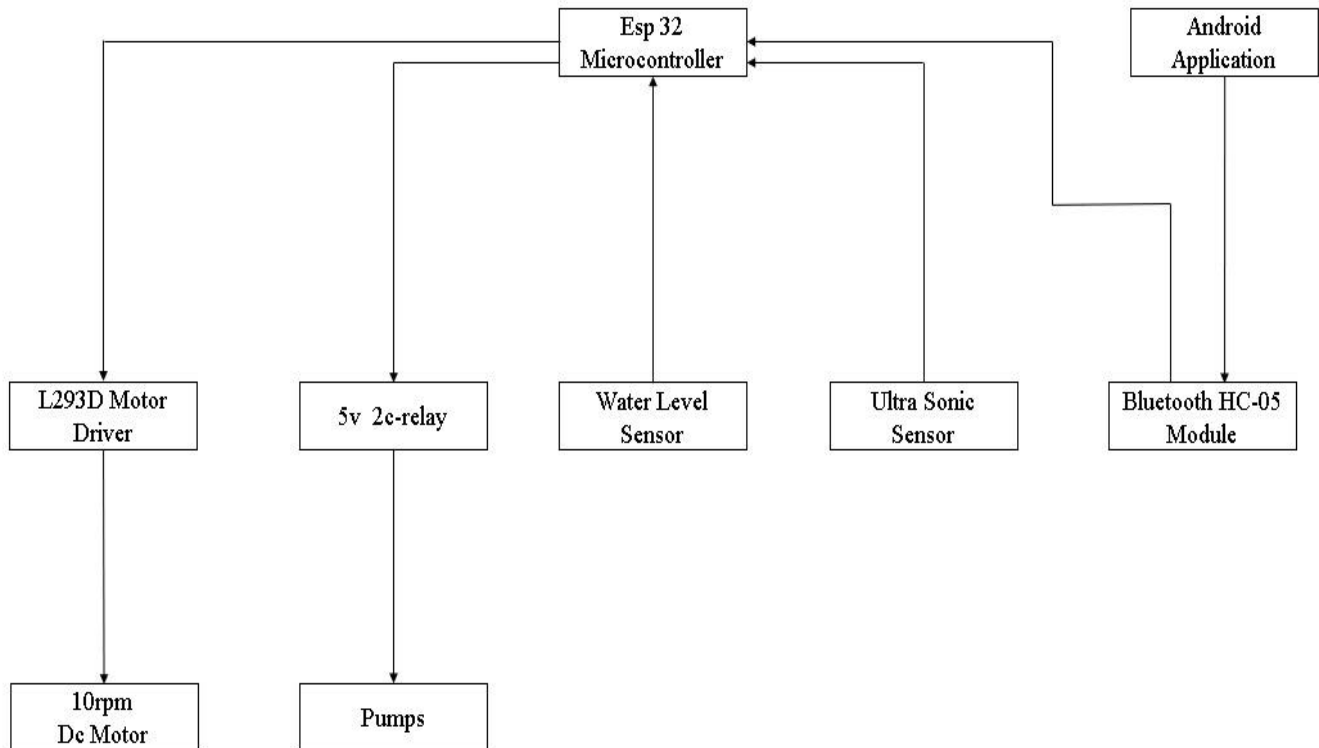 Esp 32
Microcontroller
Android
Application
L293D Motor
Driver
5v 2c-relay
Water Level
Sensor
Ultra Sonic
Sensor
Bluetooth HC-05
Module
10rpm
Dc Motor
Pumps